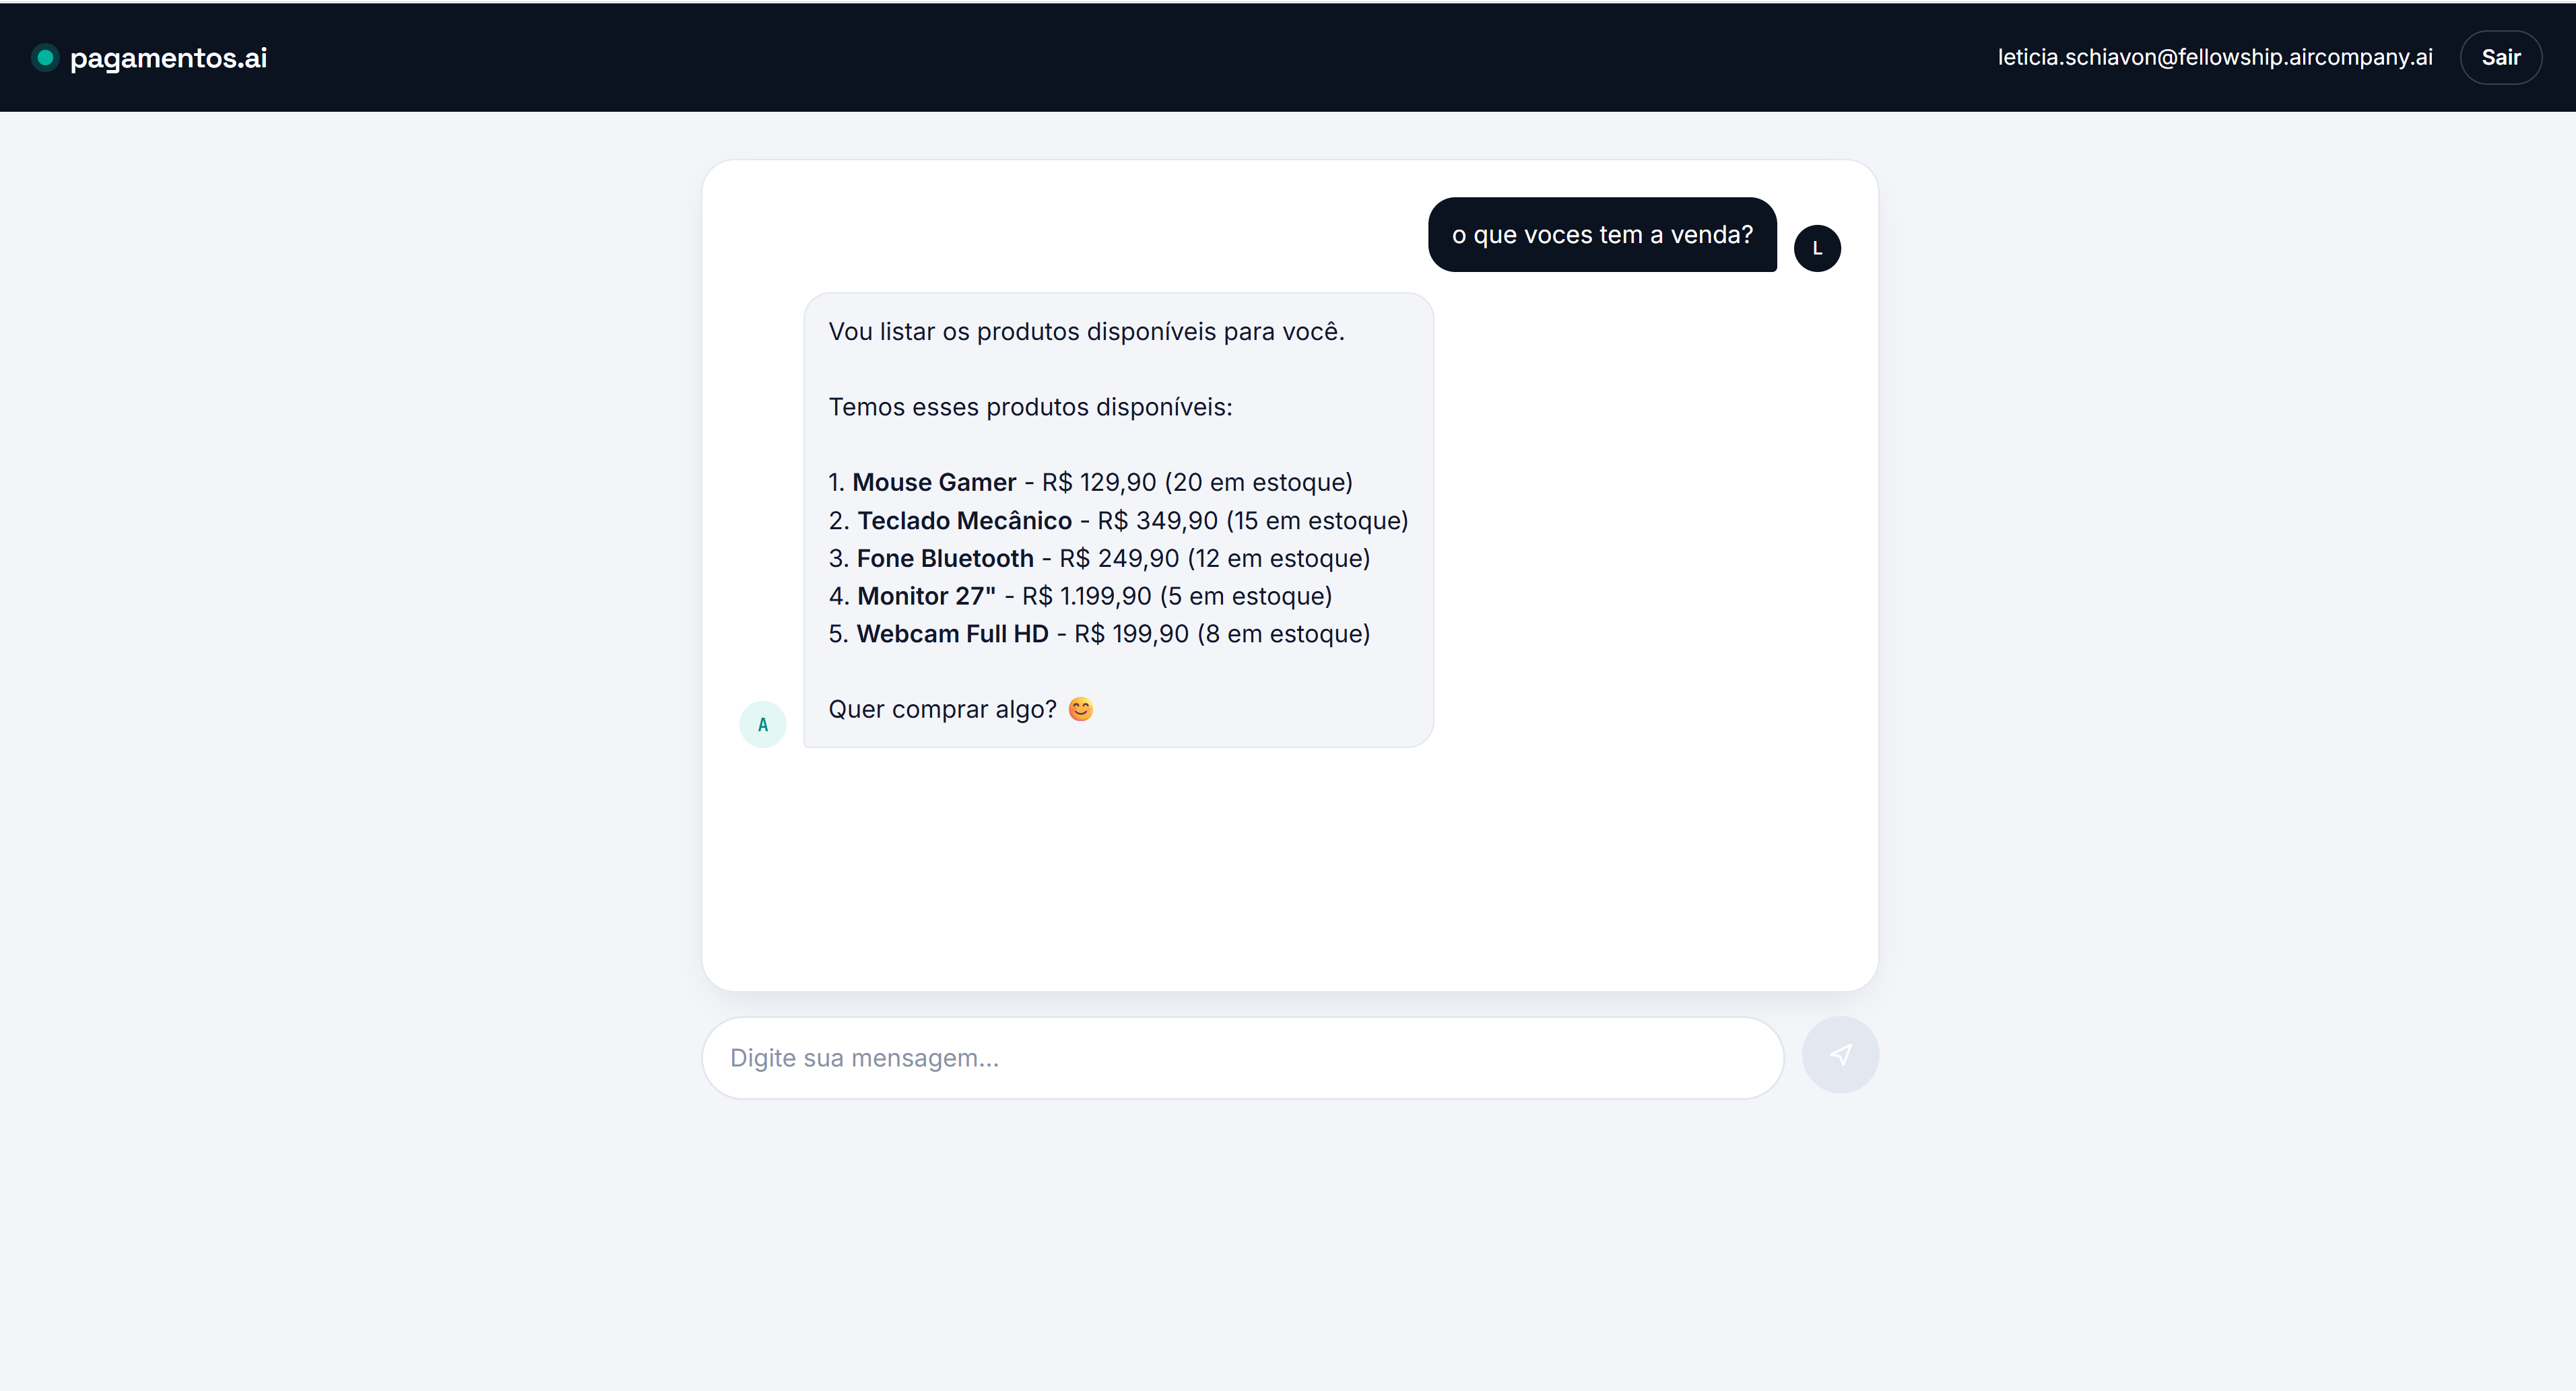 pagamentos.ai
leticia.schiavon@fellowship.aircompany.ai
Sair
o que voces tem a venda?
L
Vou listar os produtos disponíveis para você.
Temos esses produtos disponíveis:
1. Mouse Gamer - R$ 129,90 (20 em estoque)
2. Teclado Mecânico - R$ 349,90 (15 em estoque)
3. Fone Bluetooth - R$ 249,90 (12 em estoque)
4. Monitor 27" - R$ 1.199,90 (5 em estoque)
5. Webcam Full HD - R$ 199,90 (8 em estoque)
Quer comprar algo? 😊
A
Digite sua mensagem...